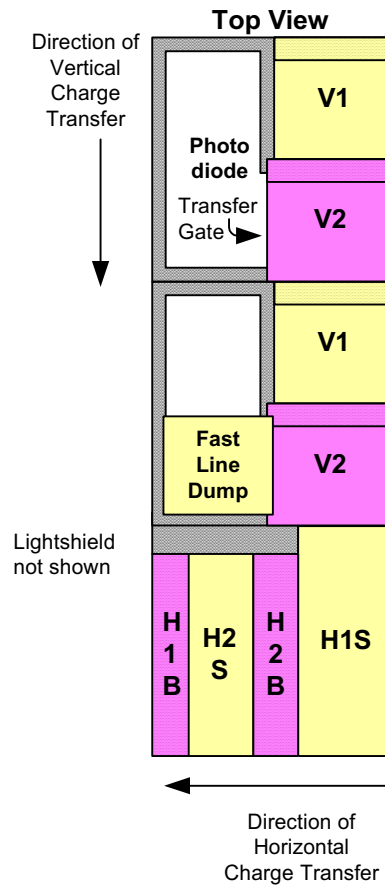 Top View
Direction of
Vertical
Charge
Transfer
V1
Photo
diode
Transfer
Gate
V2
V1
Fast
Line
Dump
V2
Lightshield
not shown
H
1
B
H2
S
H
2
B
H1S
Direction of
Horizontal
Charge Transfer